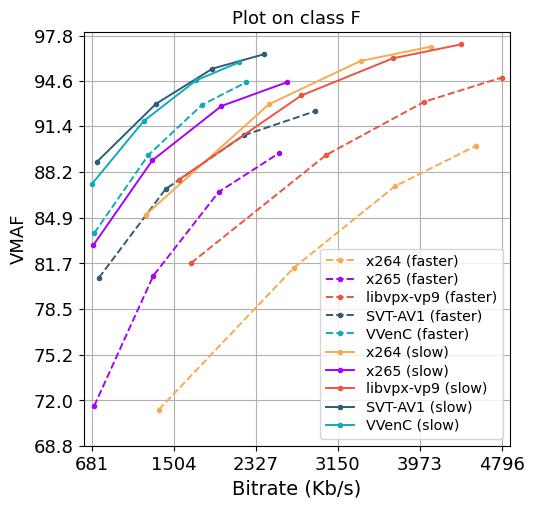 Plot on class F
VMAF
97.8
94.6
91.4
88.2
84.9
81.7
78.5
75.2
72.0
68.8
x264 (faster)
x265 (faster)
libvpx-vp9 (faster)
SVT-AV1 (faster)
VVenC (faster)
x264 (slow)
x265 (slow)
libvpx-vp9 (slow)
SVT-AV1 (slow)
VVenC (slow)
681 1504 2327 3150 3973 4796
Bitrate (Kb/s)